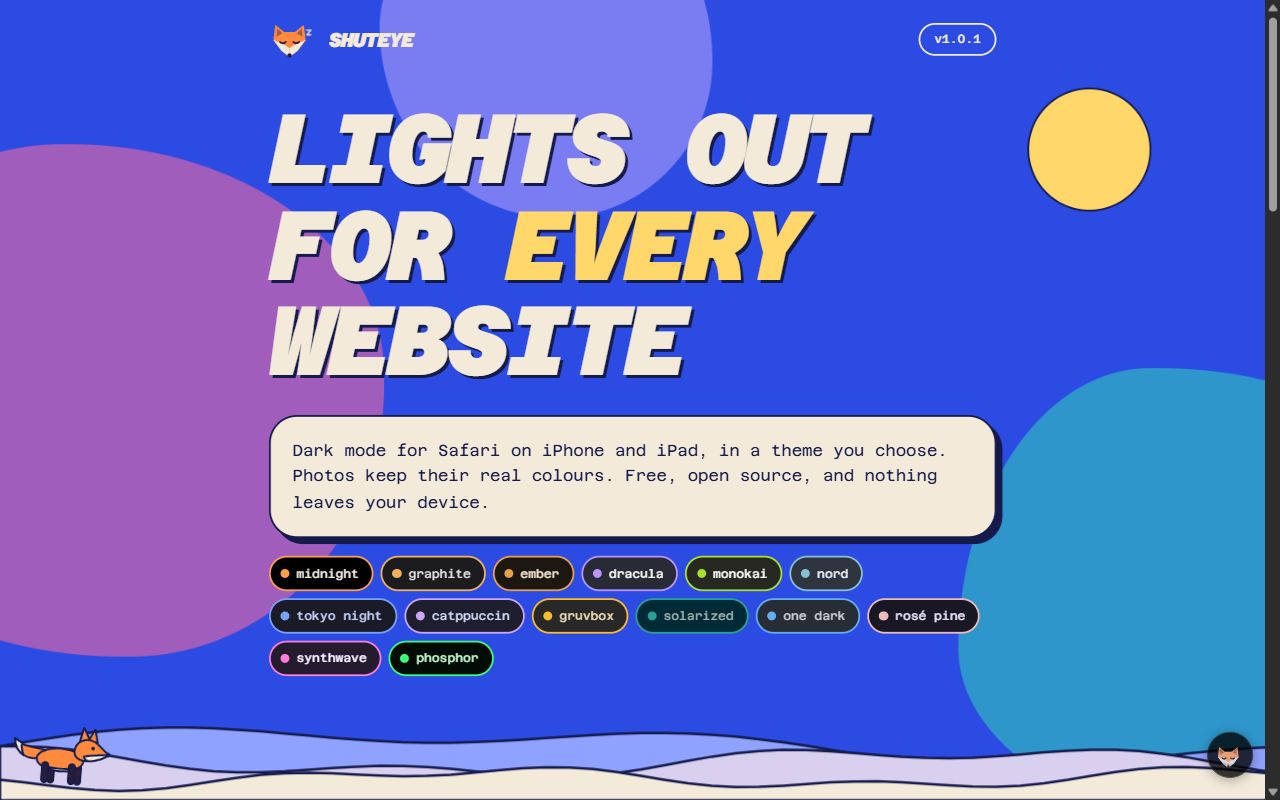 z
SHUTEYE
v1.0.1
LIGHTS OUT
FOR EVERY
WEBSITE
Dark mode for Safari on iPhone and iPad, in a theme you choose.
Photos keep their real colours. Free, open source, and nothing
leaves your device.
midnight graphite ember dracula monokai nord
tokyo night catppuccin gruvbox solarized one dark rosé pine
synthwave phosphor